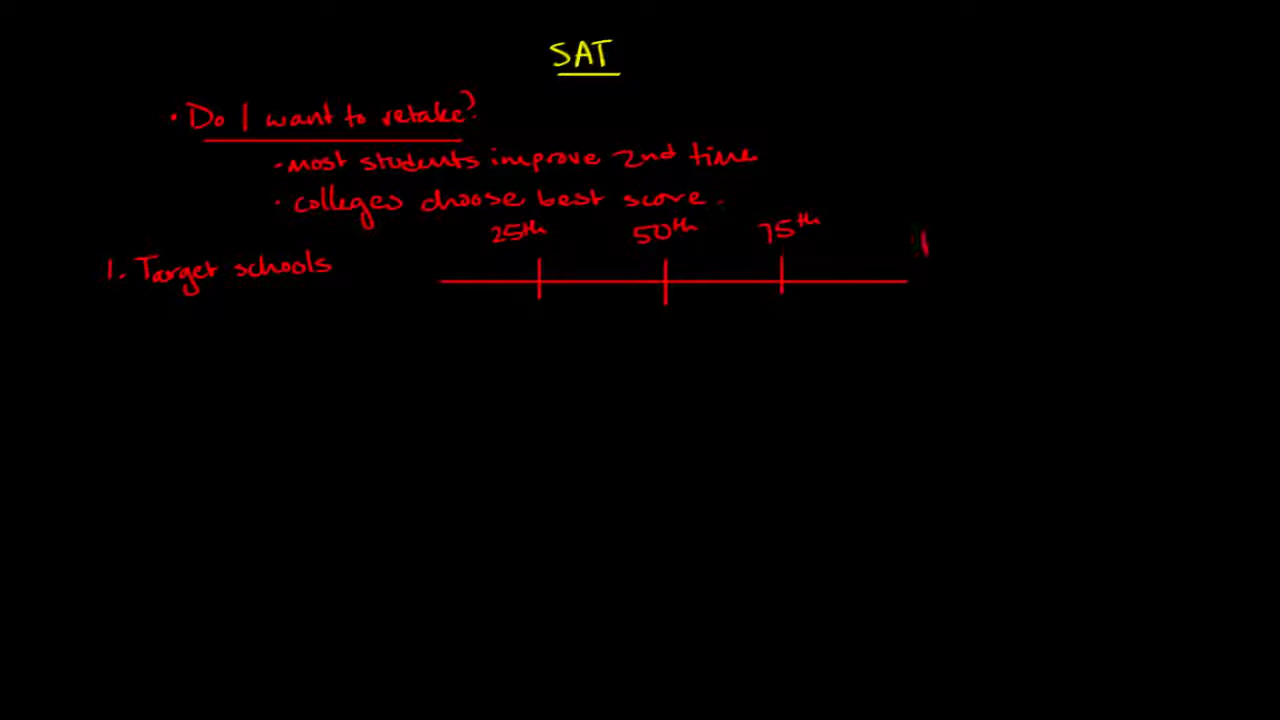 SAT
• Do I want to retake?
• most students improve 2nd time
• colleges choose best score.
25th 50th 75th
1. Target schools